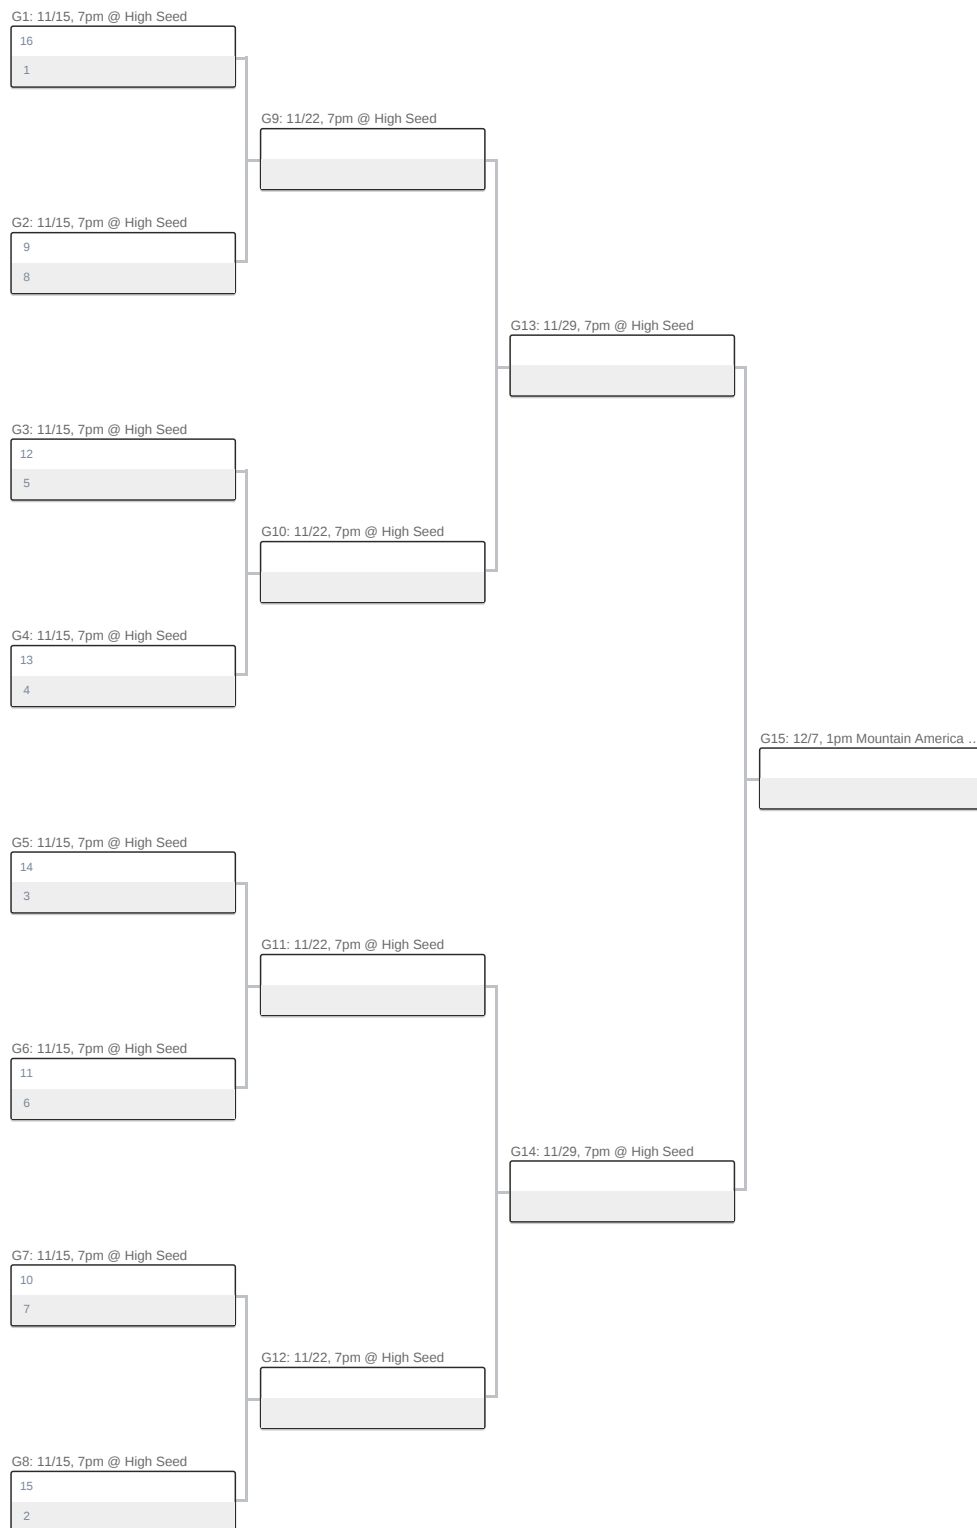 G1: 11/15, 7pm @ High Seed
16
1
G9: 11/22, 7pm @ High Seed
G2: 11/15, 7pm @ High Seed
9
8
G13: 11/29, 7pm @ High Seed
G3: 11/15, 7pm @ High Seed
12
5
G10: 11/22, 7pm @ High Seed
G4: 11/15, 7pm @ High Seed
13
4
G15: 12/7, 1pm Mountain America ...
G5: 11/15, 7pm @ High Seed
14
3
G11: 11/22, 7pm @ High Seed
G6: 11/15, 7pm @ High Seed
11
6
G14: 11/29, 7pm @ High Seed
G7: 11/15, 7pm @ High Seed
10
7
G12: 11/22, 7pm @ High Seed
G8: 11/15, 7pm @ High Seed
15
2